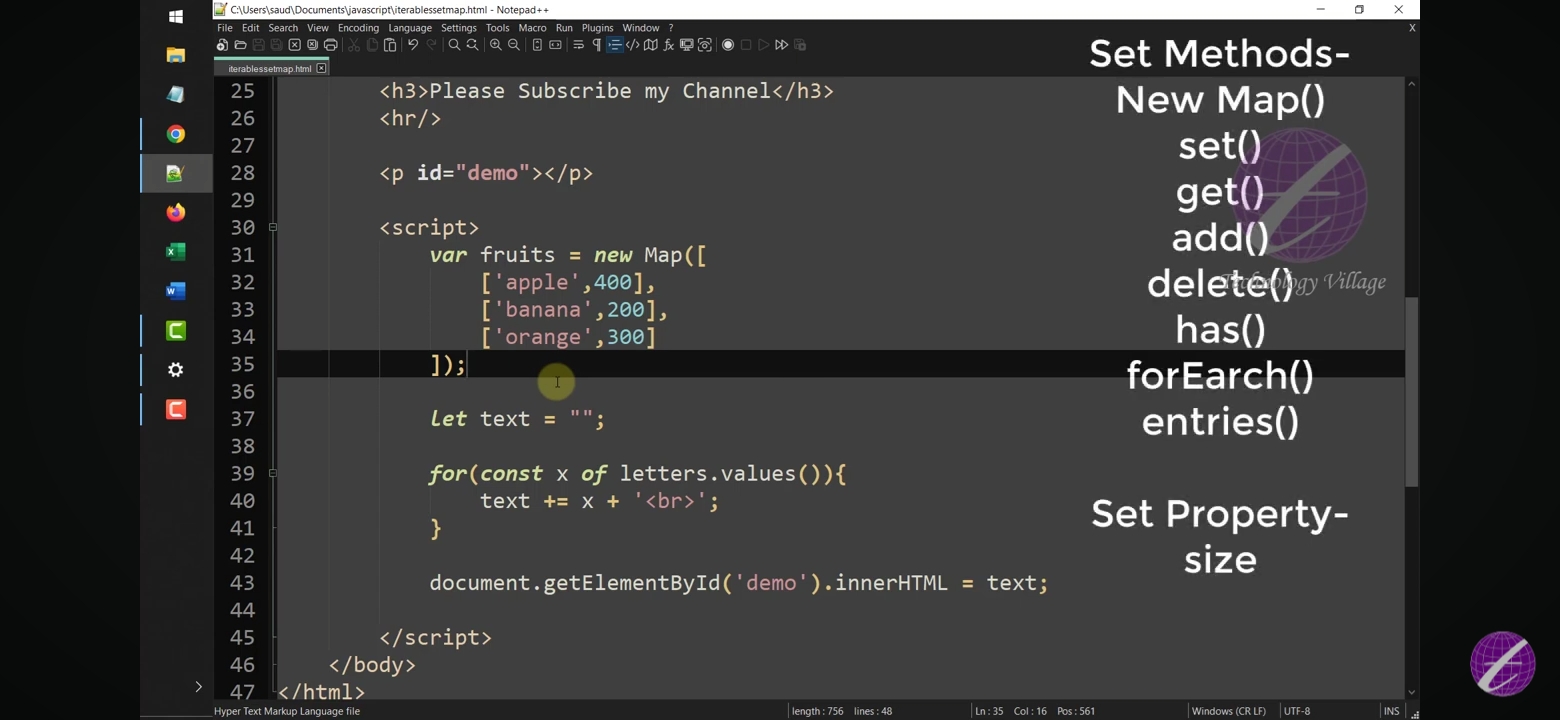 C:\Users\saud\Documents\javascript\iterablessetmap.html - Notepad++
File Edit Search View Encoding Language Settings Tools Macro Run Plugins Window ? X
iterablessetmap.html
25 <h3>Please Subscribe my Channel</h3>
26 <hr/>
27
28 <p id="demo"></p>
29
30 <script>
31 var fruits = new Map([
32 ['apple',400],
33 ['banana',200],
34 ['orange',300]
35 ]);
36
37 let text = "";
38
39 for(const x of letters.values()){
40 text += x + '<br>';
41 }
42
43 document.getElementById('demo').innerHTML = text;
44
45 </script>
46 </body>
47 </html>
Set Methods-
New Map()
set()
get()
add()
delete()
has()
forEarch()
entries()
Set Property-
size
Technology Village
Hyper Text Markup Language file length : 756 lines : 48 Ln : 35 Col : 16 Pos : 561 Windows (CR LF) UTF-8 INS